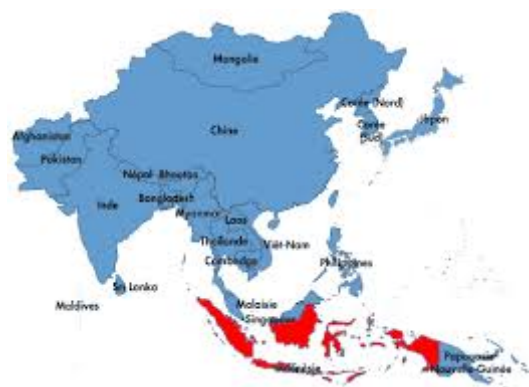 Mongolie
Corée (Nord)
Japon
Corée
(Sud)
Chine
Afghanistan
Pakistan
Népal
Bhoutan
Bangladesh
Inde
Myanmar
Laos
Thaïlande
Viêt-Nam
Cambodge
Philippines
Sri Lanka
Maldives
Malaisie
Singapour
Indonésie
Papouasie
Nouvelle-Guinée